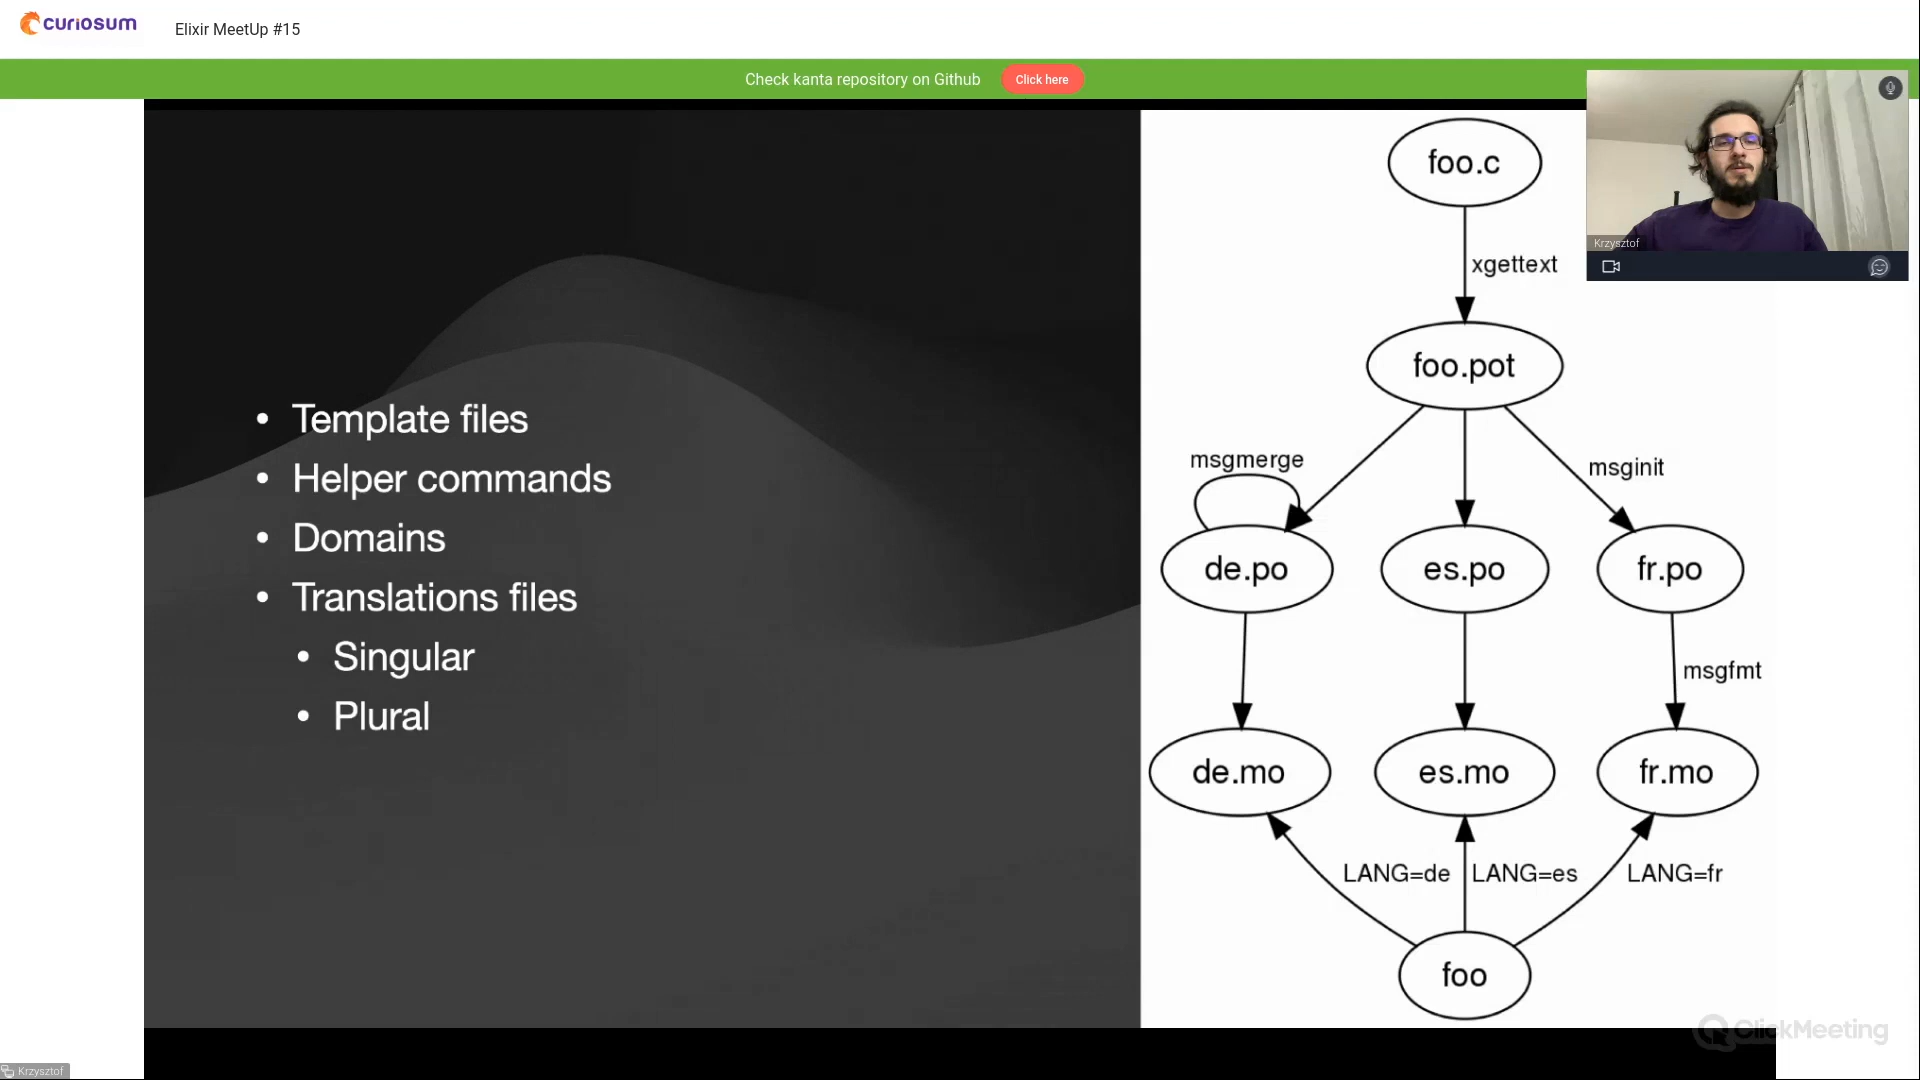 curiosum
Elixir MeetUp #15
Check kanta repository on Github
Click here
Krzysztof
• Template files
• Helper commands
• Domains
• Translations files
• Singular
• Plural
foo.c
xgettext
foo.pot
msgmerge
msginit
de.po
es.po
fr.po
msgfmt
de.mo
es.mo
fr.mo
LANG=de
LANG=es
LANG=fr
foo
ClickMeeting
Krzysztof